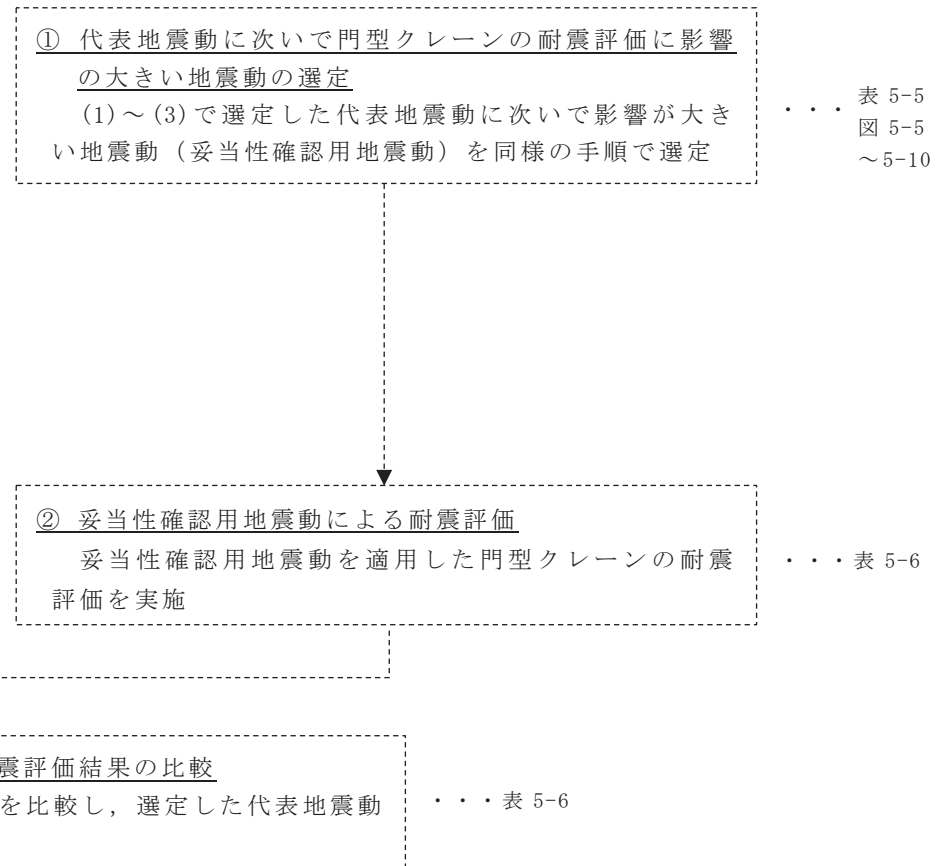 ① 代表地震動に次いで門型クレーンの耐震評価に影響
の大きい地震動の選定
(1)～(3)で選定した代表地震動に次いで影響が大き
い地震動（妥当性確認用地震動）を同様の手順で選定
・・・表 5-5
図 5-5
～5-10
② 妥当性確認用地震動による耐震評価
妥当性確認用地震動を適用した門型クレーンの耐震
評価を実施
・・・表 5-6
震評価結果の比較
を比較し，選定した代表地震動
・・・表 5-6